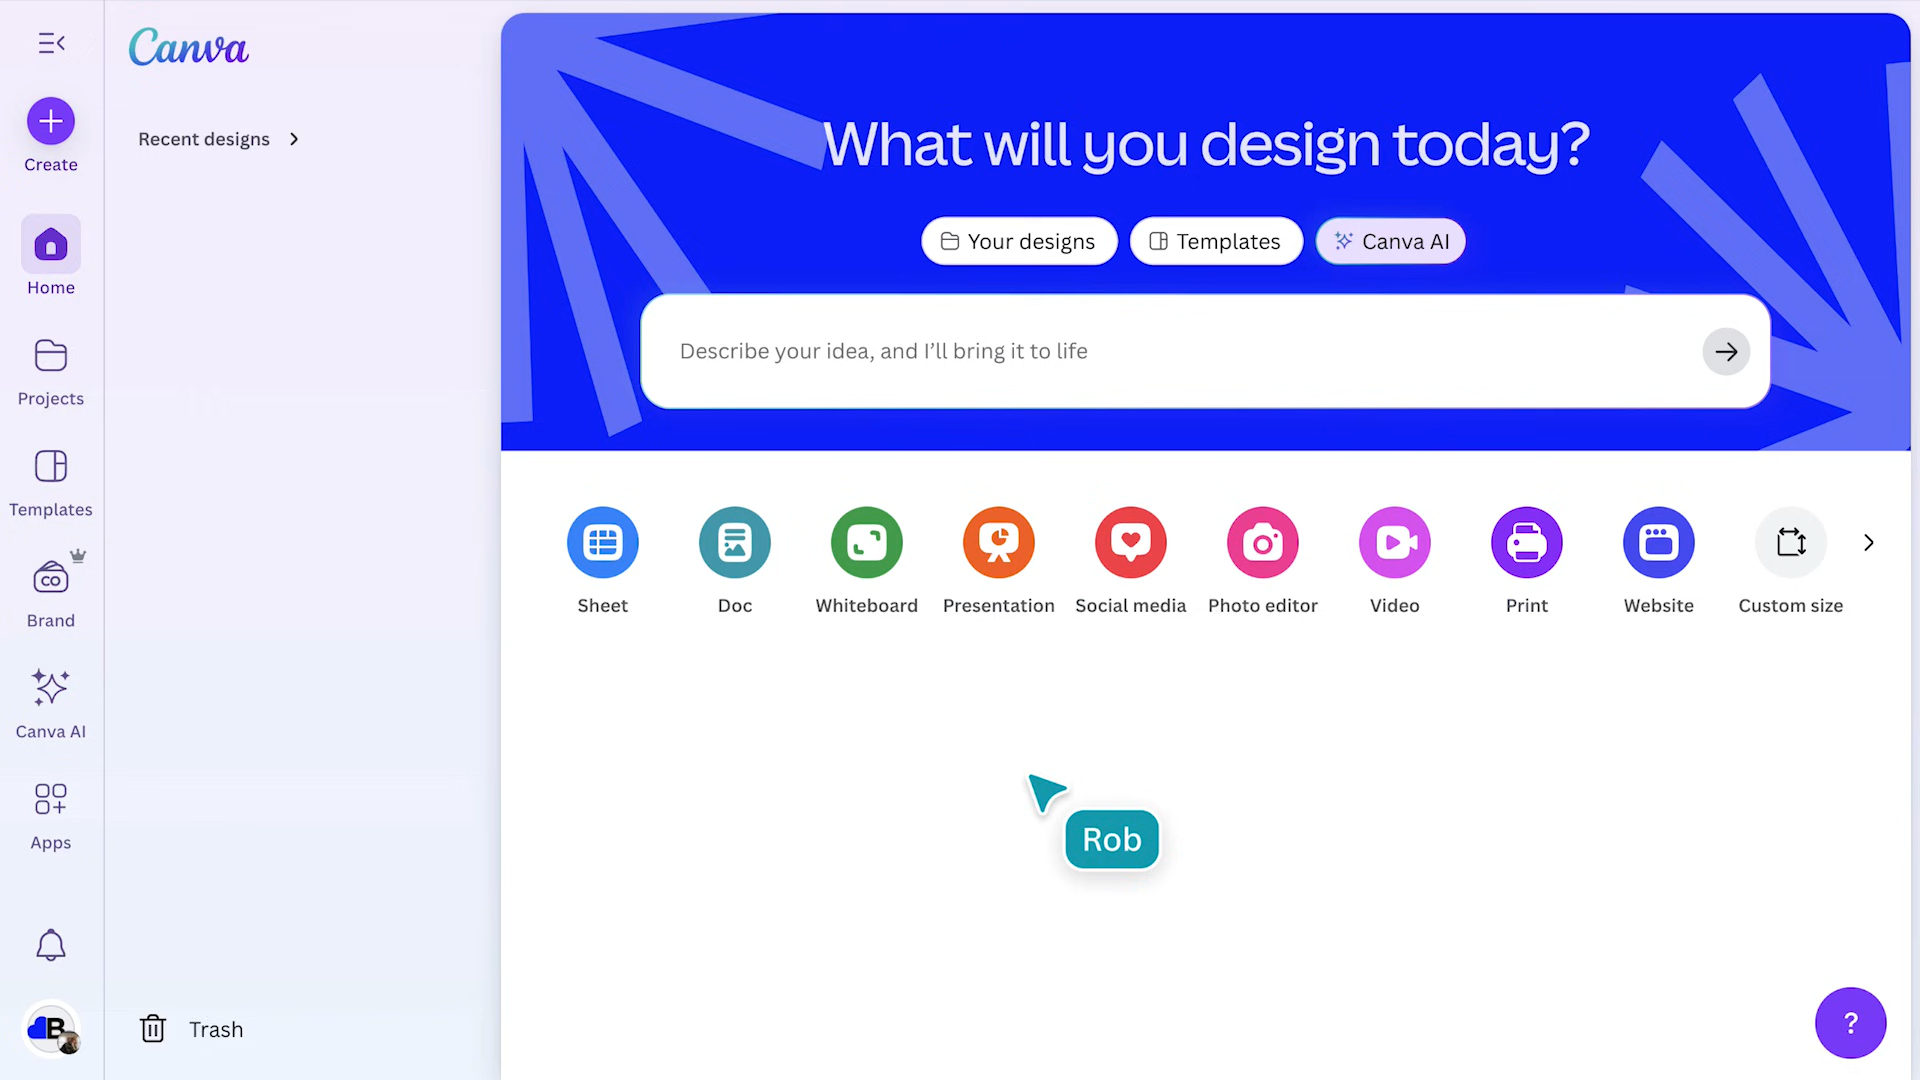 Canva
Create
Recent designs
Home
Projects
Templates
CO
Brand
Canva AI
Apps
B
Trash
What will you design today?
Your designs
Templates
Canva AI
Describe your idea, and I’ll bring it to life
Sheet
Doc
Whiteboard
Presentation
Social media
Photo editor
Video
Print
Website
Custom size
Rob
?